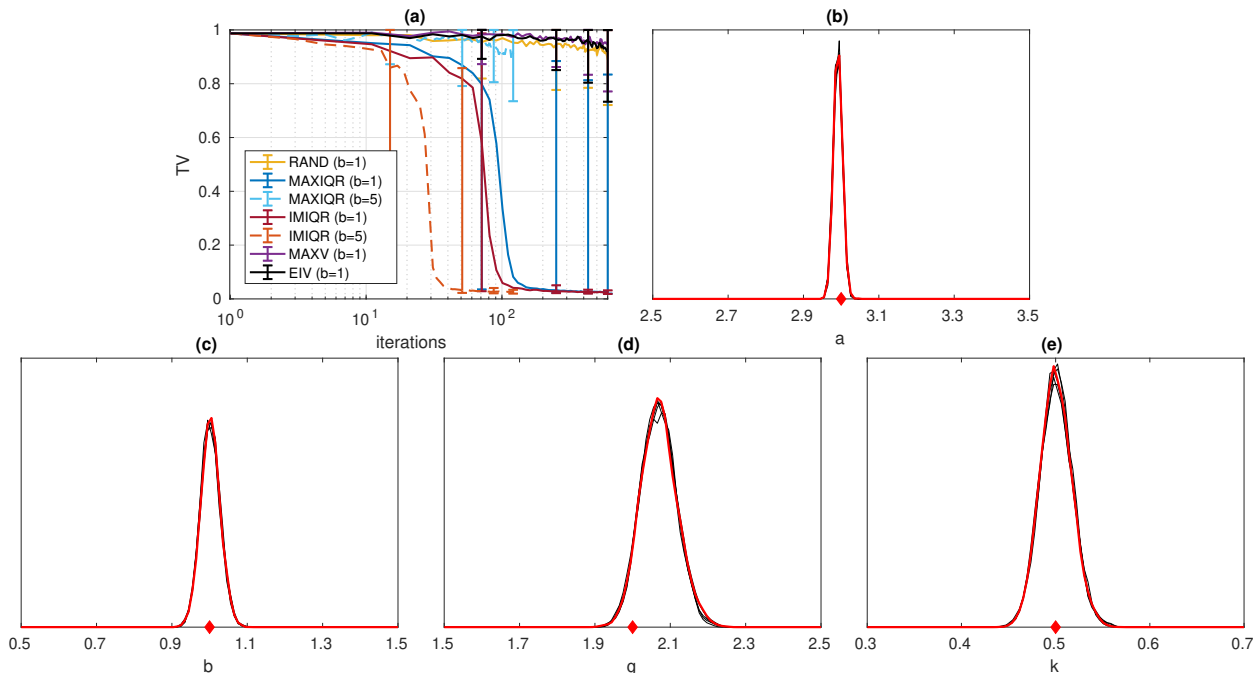 (a)
1
0.8
0.6
0.4
0.2
0
TV
RAND (b=1)
MAXIQR (b=1)
MAXIQR (b=5)
IMIQR (b=1)
IMIQR (b=5)
MAXV (b=1)
EIV (b=1)
10^0 10^1 10^2
iterations
(b)
2.5 2.7 2.9 3.1 3.3 3.5
a
(c)
0.5 0.7 0.9 1.1 1.3 1.5
b
(d)
1.5 1.7 1.9 2.1 2.3 2.5
g
(e)
0.3 0.4 0.5 0.6 0.7
k